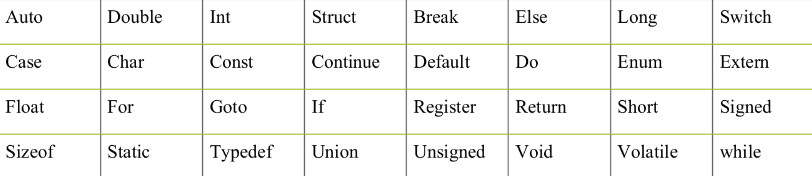 Auto Double Int Struct Break Else Long Switch
Case Char Const Continue Default Do Enum Extern
Float For Goto If Register Return Short Signed
Sizeof Static Typedef Union Unsigned Void Volatile while